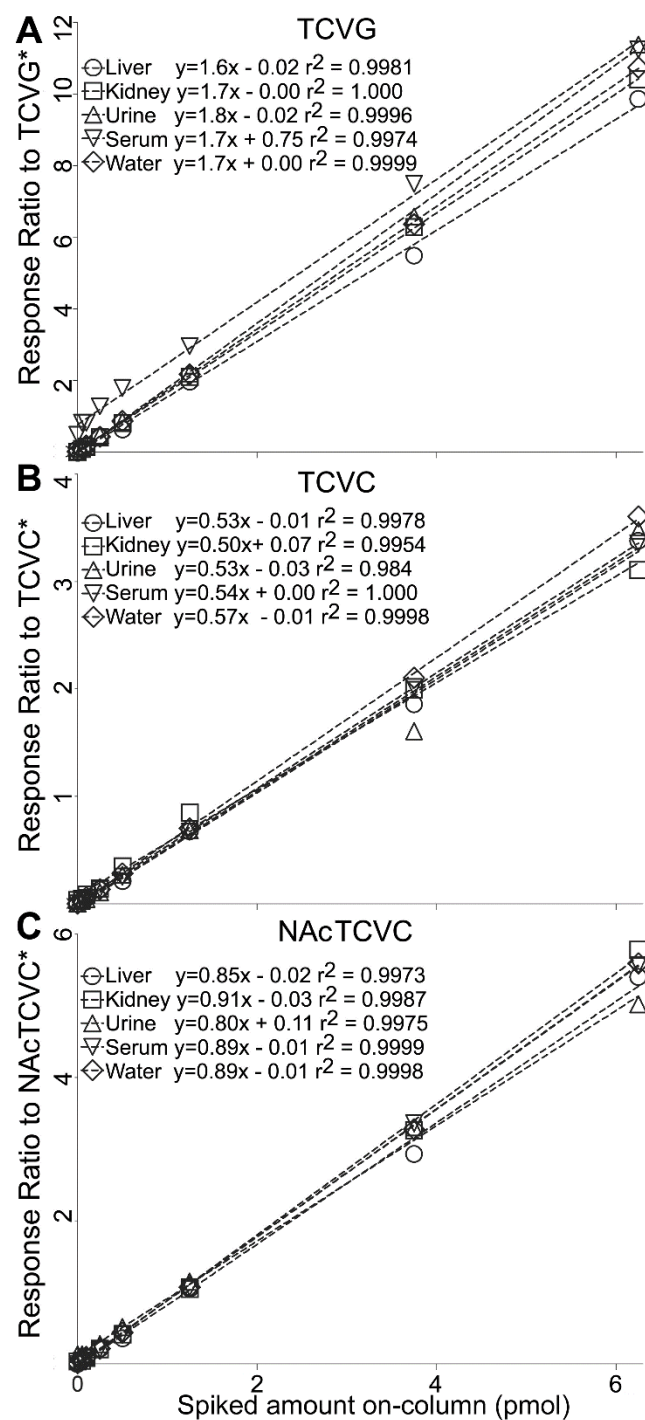 A
TCVG
12
10
8
6
4
2
Response Ratio to TCVG*
Liver y=1.6x - 0.02 r2 = 0.9981
Kidney y=1.7x - 0.00 r2 = 1.000
Urine y=1.8x - 0.02 r2 = 0.9996
Serum y=1.7x + 0.75 r2 = 0.9974
Water y=1.7x + 0.00 r2 = 0.9999
B
TCVC
4
3
2
1
Response Ratio to TCVC*
Liver y=0.53x - 0.01 r2 = 0.9978
Kidney y=0.50x+ 0.07 r2 = 0.9954
Urine y=0.53x - 0.03 r2 = 0.984
Serum y=0.54x + 0.00 r2 = 1.000
Water y=0.57x - 0.01 r2 = 0.9998
C
NAcTCVC
6
4
2
Response Ratio to NAcTCVC*
Liver y=0.85x - 0.02 r2 = 0.9973
Kidney y=0.91x - 0.03 r2 = 0.9987
Urine y=0.80x + 0.11 r2 = 0.9975
Serum y=0.89x - 0.01 r2 = 0.9999
Water y=0.89x - 0.01 r2 = 0.9998
0 2 4 6
Spiked amount on-column (pmol)